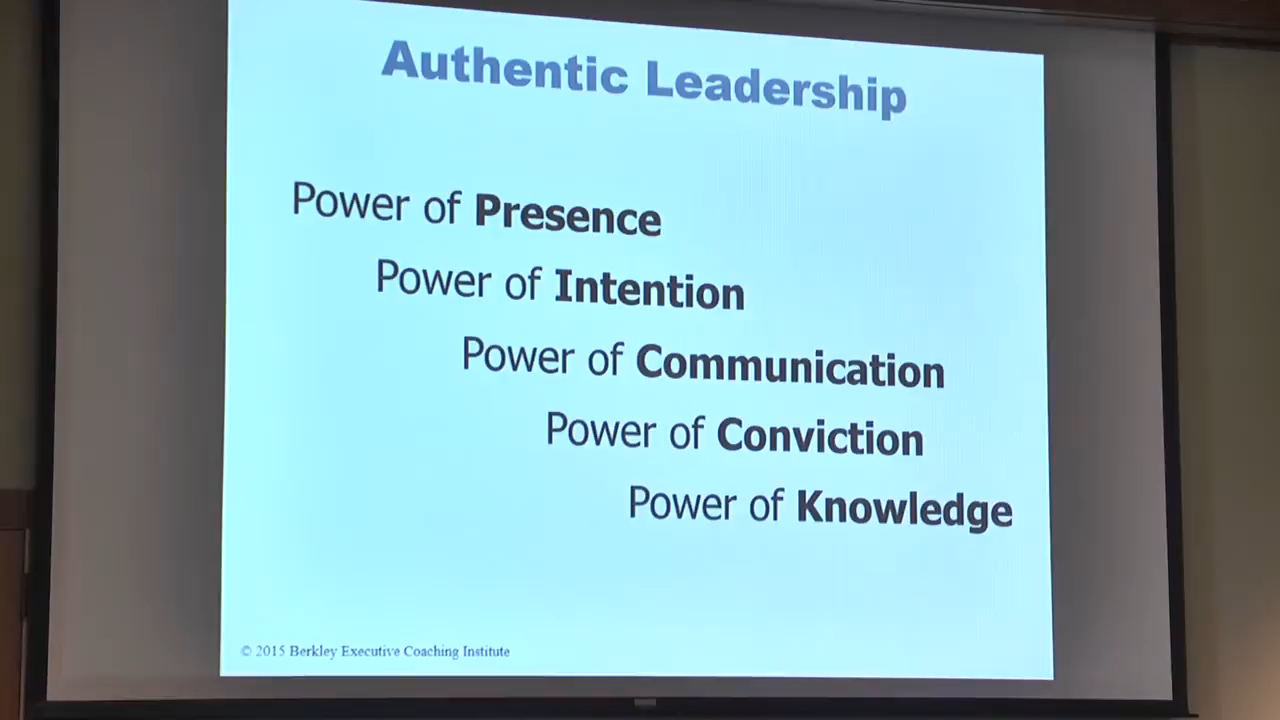 Authentic Leadership
Power of Presence
Power of Intention
Power of Communication
Power of Conviction
Power of Knowledge
© 2015 Berkley Executive Coaching Institute